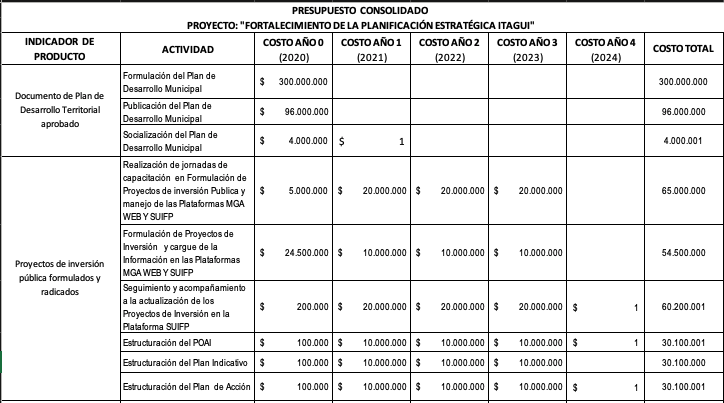 PRESUPUESTO CONSOLIDADO
PROYECTO: "FORTALECIMIENTO DE LA PLANIFICACIÓN ESTRATÉGICA ITAGUI"
INDICADOR DE PRODUCTO ACTIVIDAD COSTO AÑO 0 (2020) COSTO AÑO 1 (2021) COSTO AÑO 2 (2022) COSTO AÑO 3 (2023) COSTO AÑO 4 (2024) COSTO TOTAL
Documento de Plan de Desarrollo Territorial aprobado
Formulación del Plan de Desarrollo Municipal $ 300.000.000 300.000.000
Publicación del Plan de Desarrollo Municipal $ 96.000.000 96.000.000
Socialización del Plan de Desarrollo Municipal $ 4.000.000 $ 1 4.000.001
Proyectos de inversión pública formulados y radicados
Realización de jornadas de capacitación en Formulación de Proyectos de inversión Publica y manejo de las Plataformas MGA WEB Y SUIFP $ 5.000.000 $ 20.000.000 $ 20.000.000 $ 20.000.000 65.000.000
Formulación de Proyectos de Inversión y cargue de la Información en las Plataformas MGA WEB Y SUIFP $ 24.500.000 $ 10.000.000 $ 10.000.000 $ 10.000.000 54.500.000
Seguimiento y acompañamiento a la actualización de los Proyectos de Inversión en la Plataforma SUIFP $ 200.000 $ 20.000.000 $ 20.000.000 $ 20.000.000 $ 1 60.200.001
Estructuración del POAI $ 100.000 $ 10.000.000 $ 10.000.000 $ 10.000.000 $ 1 30.100.001
Estructuración del Plan Indicativo $ 100.000 $ 10.000.000 $ 10.000.000 $ 10.000.000 30.100.000
Estructuración del Plan de Acción $ 100.000 $ 10.000.000 $ 10.000.000 $ 10.000.000 $ 1 30.100.001